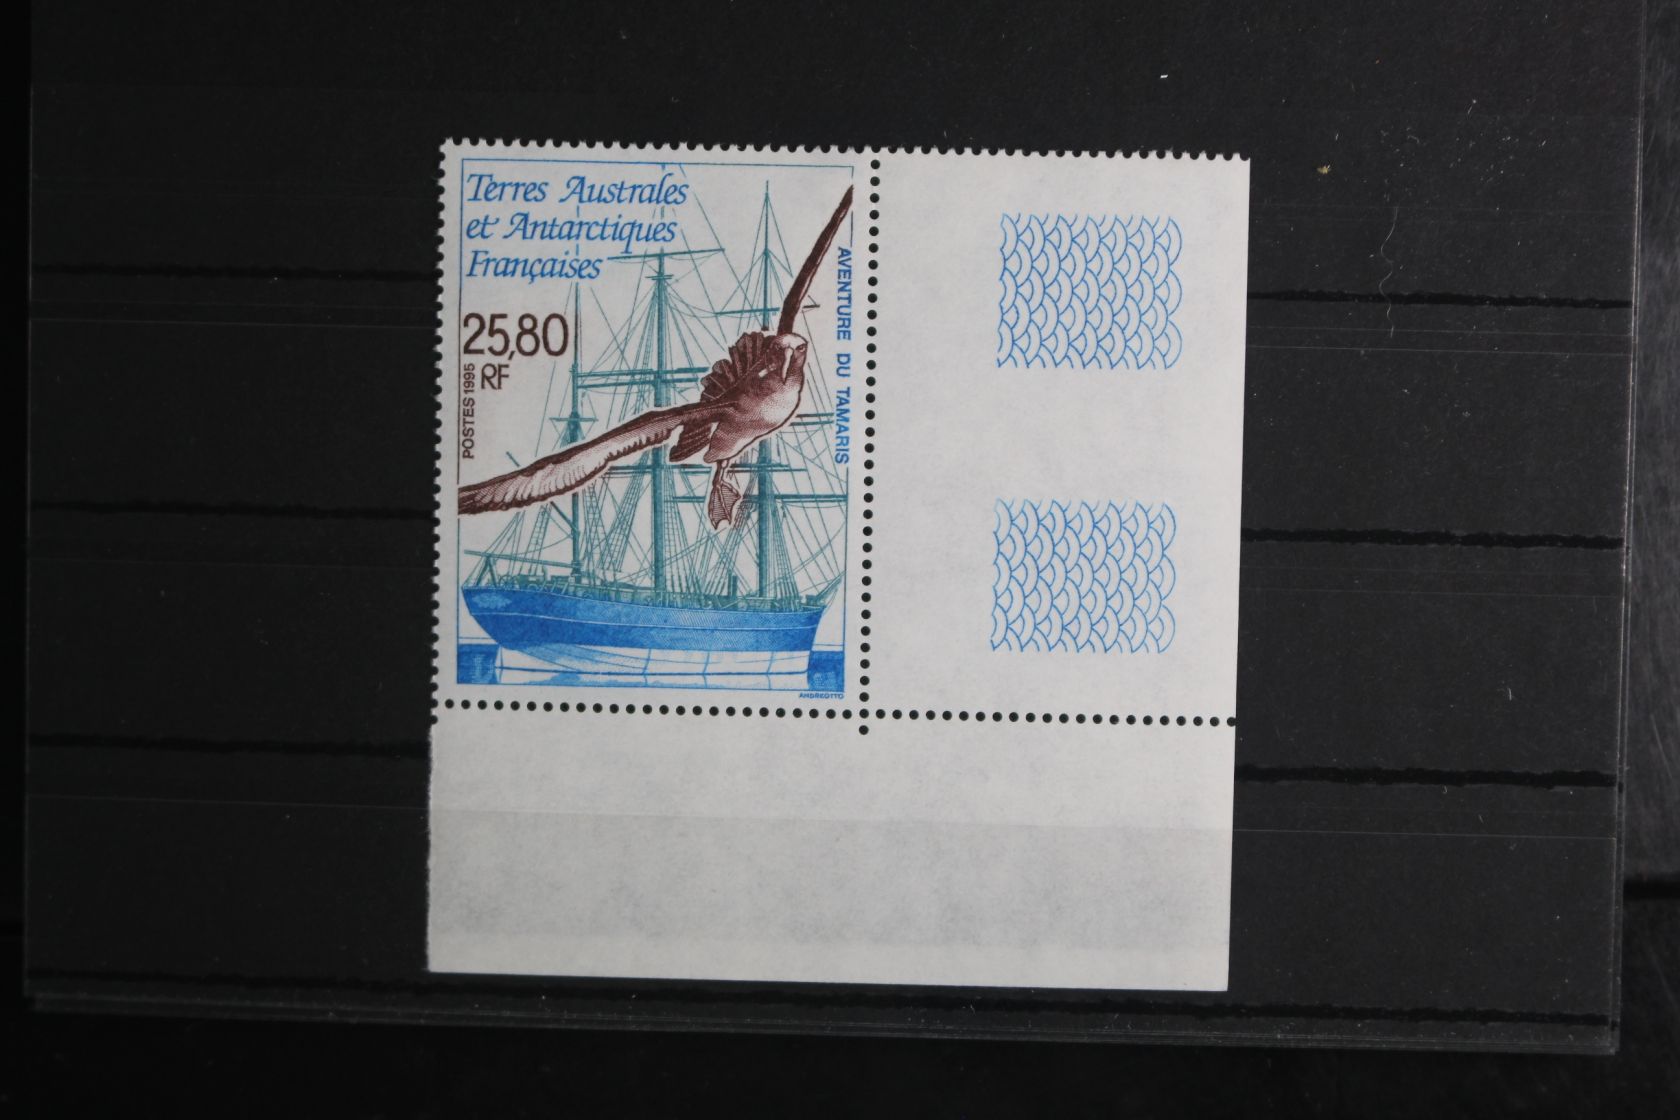 Terres Australes
et Antarctiques
Françaises
25,80
RF
POSTES 1995
AVENTURE DU TAMARIS
ANDREOTTO